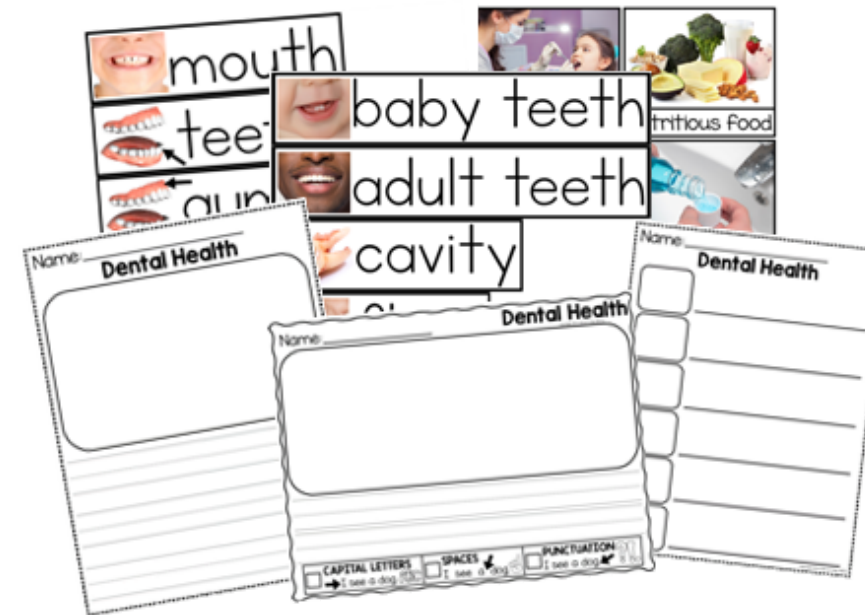 mouth
baby teeth
adult teeth
cavity
food
Name:
Dental Health
Name:
Dental Health
CAPITAL LETTERS
I see a dog
SPACES
I see a dog
PUNCTUATION
I see a dog
Name:
Dental Health